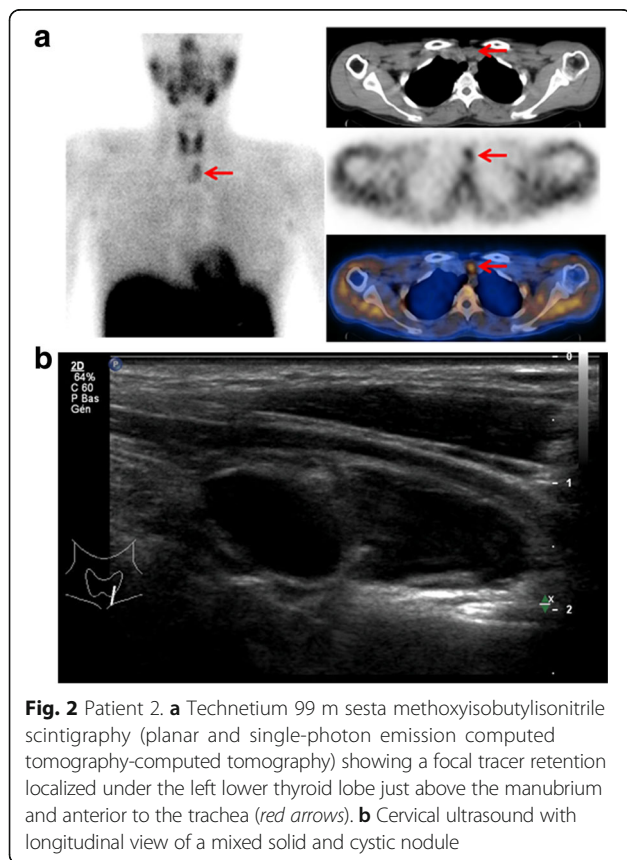 a
b
2D
64%
C 60
P Bas
Gén
P
0
1
x
2
Fig. 2 Patient 2. a Technetium 99 m sesta methoxyisobutylisonitrile
scintigraphy (planar and single-photon emission computed
tomography-computed tomography) showing a focal tracer retention
localized under the left lower thyroid lobe just above the manubrium
and anterior to the trachea (red arrows). b Cervical ultrasound with
longitudinal view of a mixed solid and cystic nodule